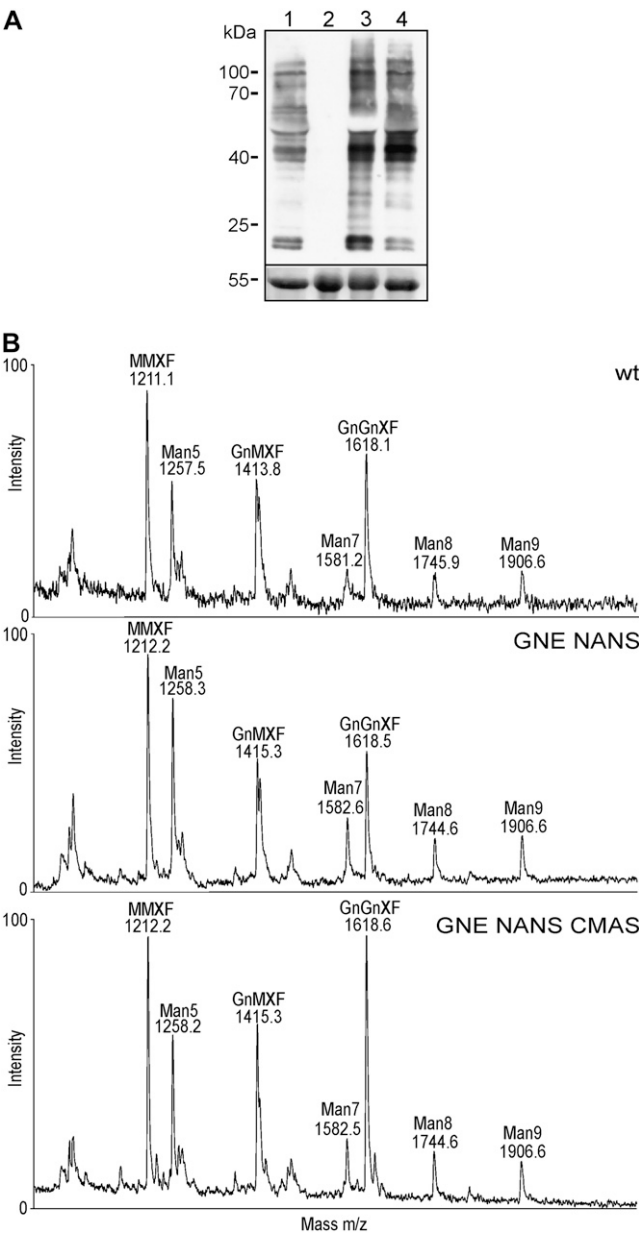 A
kDa
1 2 3 4
100
70
40
25
55
B
100
Intensity
0
wt
MMXF
1211.1
Man5
1257.5
GnMXF
1413.8
Man7
1581.2
GnGnXF
1618.1
Man8
1745.9
Man9
1906.6
100
Intensity
0
GNE NANS
MMXF
1212.2
Man5
1258.3
GnMXF
1415.3
Man7
1582.6
GnGnXF
1618.5
Man8
1744.6
Man9
1906.6
100
Intensity
0
GNE NANS CMAS
MMXF
1212.2
Man5
1258.2
GnMXF
1415.3
Man7
1582.5
GnGnXF
1618.6
Man8
1744.6
Man9
1906.6
Mass m/z